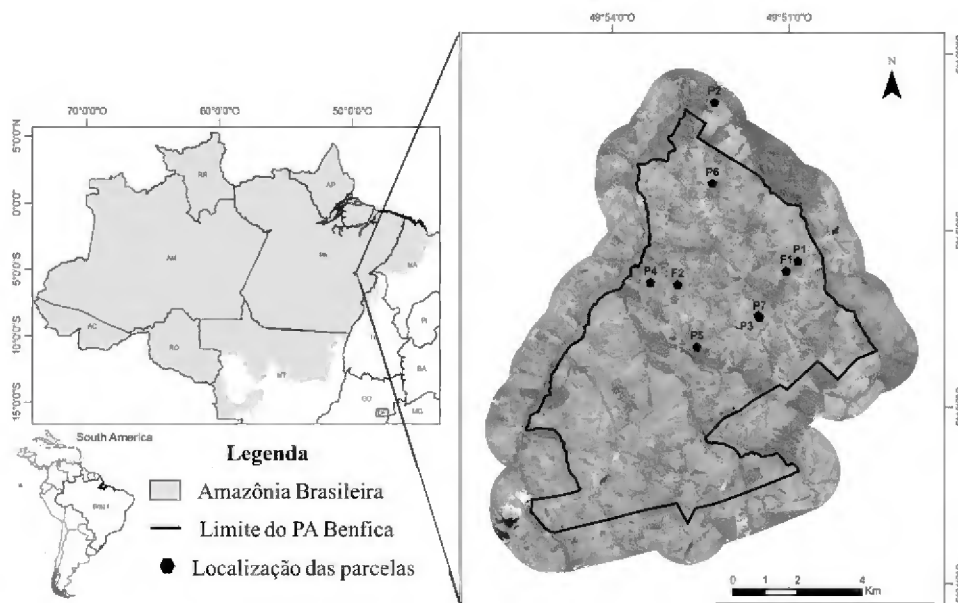 49°54'0"O
49°51'0"O
N
70°0'0"O
60°0'0"O
50°0'0"O
5°0'0"N
0°0'0"
5°0'0"S
10°0'0"S
15°0'0"S
RR
AP
AM
PA
MA
PI
AC
RO
MT
BA
GO
DF
MG
P2
P6
P1
F1
P4
F2
P7
P3
P5
South America
Legenda
Amazônia Brasileira
Limite do PA Benfica
Localização das parcelas
0 1 2 4
Km